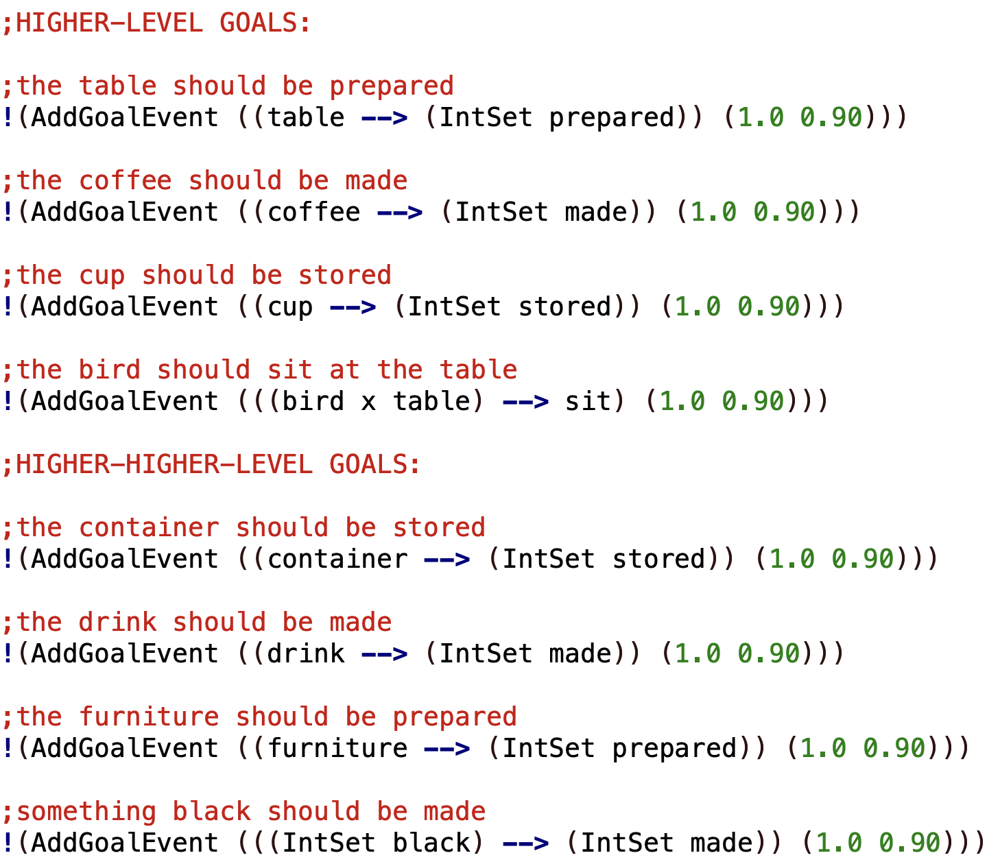 ;HIGHER-LEVEL GOALS:
;the table should be prepared
!(AddGoalEvent ((table --> (IntSet prepared)) (1.0 0.90)))
;the coffee should be made
!(AddGoalEvent ((coffee --> (IntSet made)) (1.0 0.90)))
;the cup should be stored
!(AddGoalEvent ((cup --> (IntSet stored)) (1.0 0.90)))
;the bird should sit at the table
!(AddGoalEvent (((bird x table) --> sit) (1.0 0.90)))
;HIGHER-HIGHER-LEVEL GOALS:
;the container should be stored
!(AddGoalEvent ((container --> (IntSet stored)) (1.0 0.90)))
;the drink should be made
!(AddGoalEvent ((drink --> (IntSet made)) (1.0 0.90)))
;the furniture should be prepared
!(AddGoalEvent ((furniture --> (IntSet prepared)) (1.0 0.90)))
;something black should be made
!(AddGoalEvent (((IntSet black) --> (IntSet made)) (1.0 0.90)))